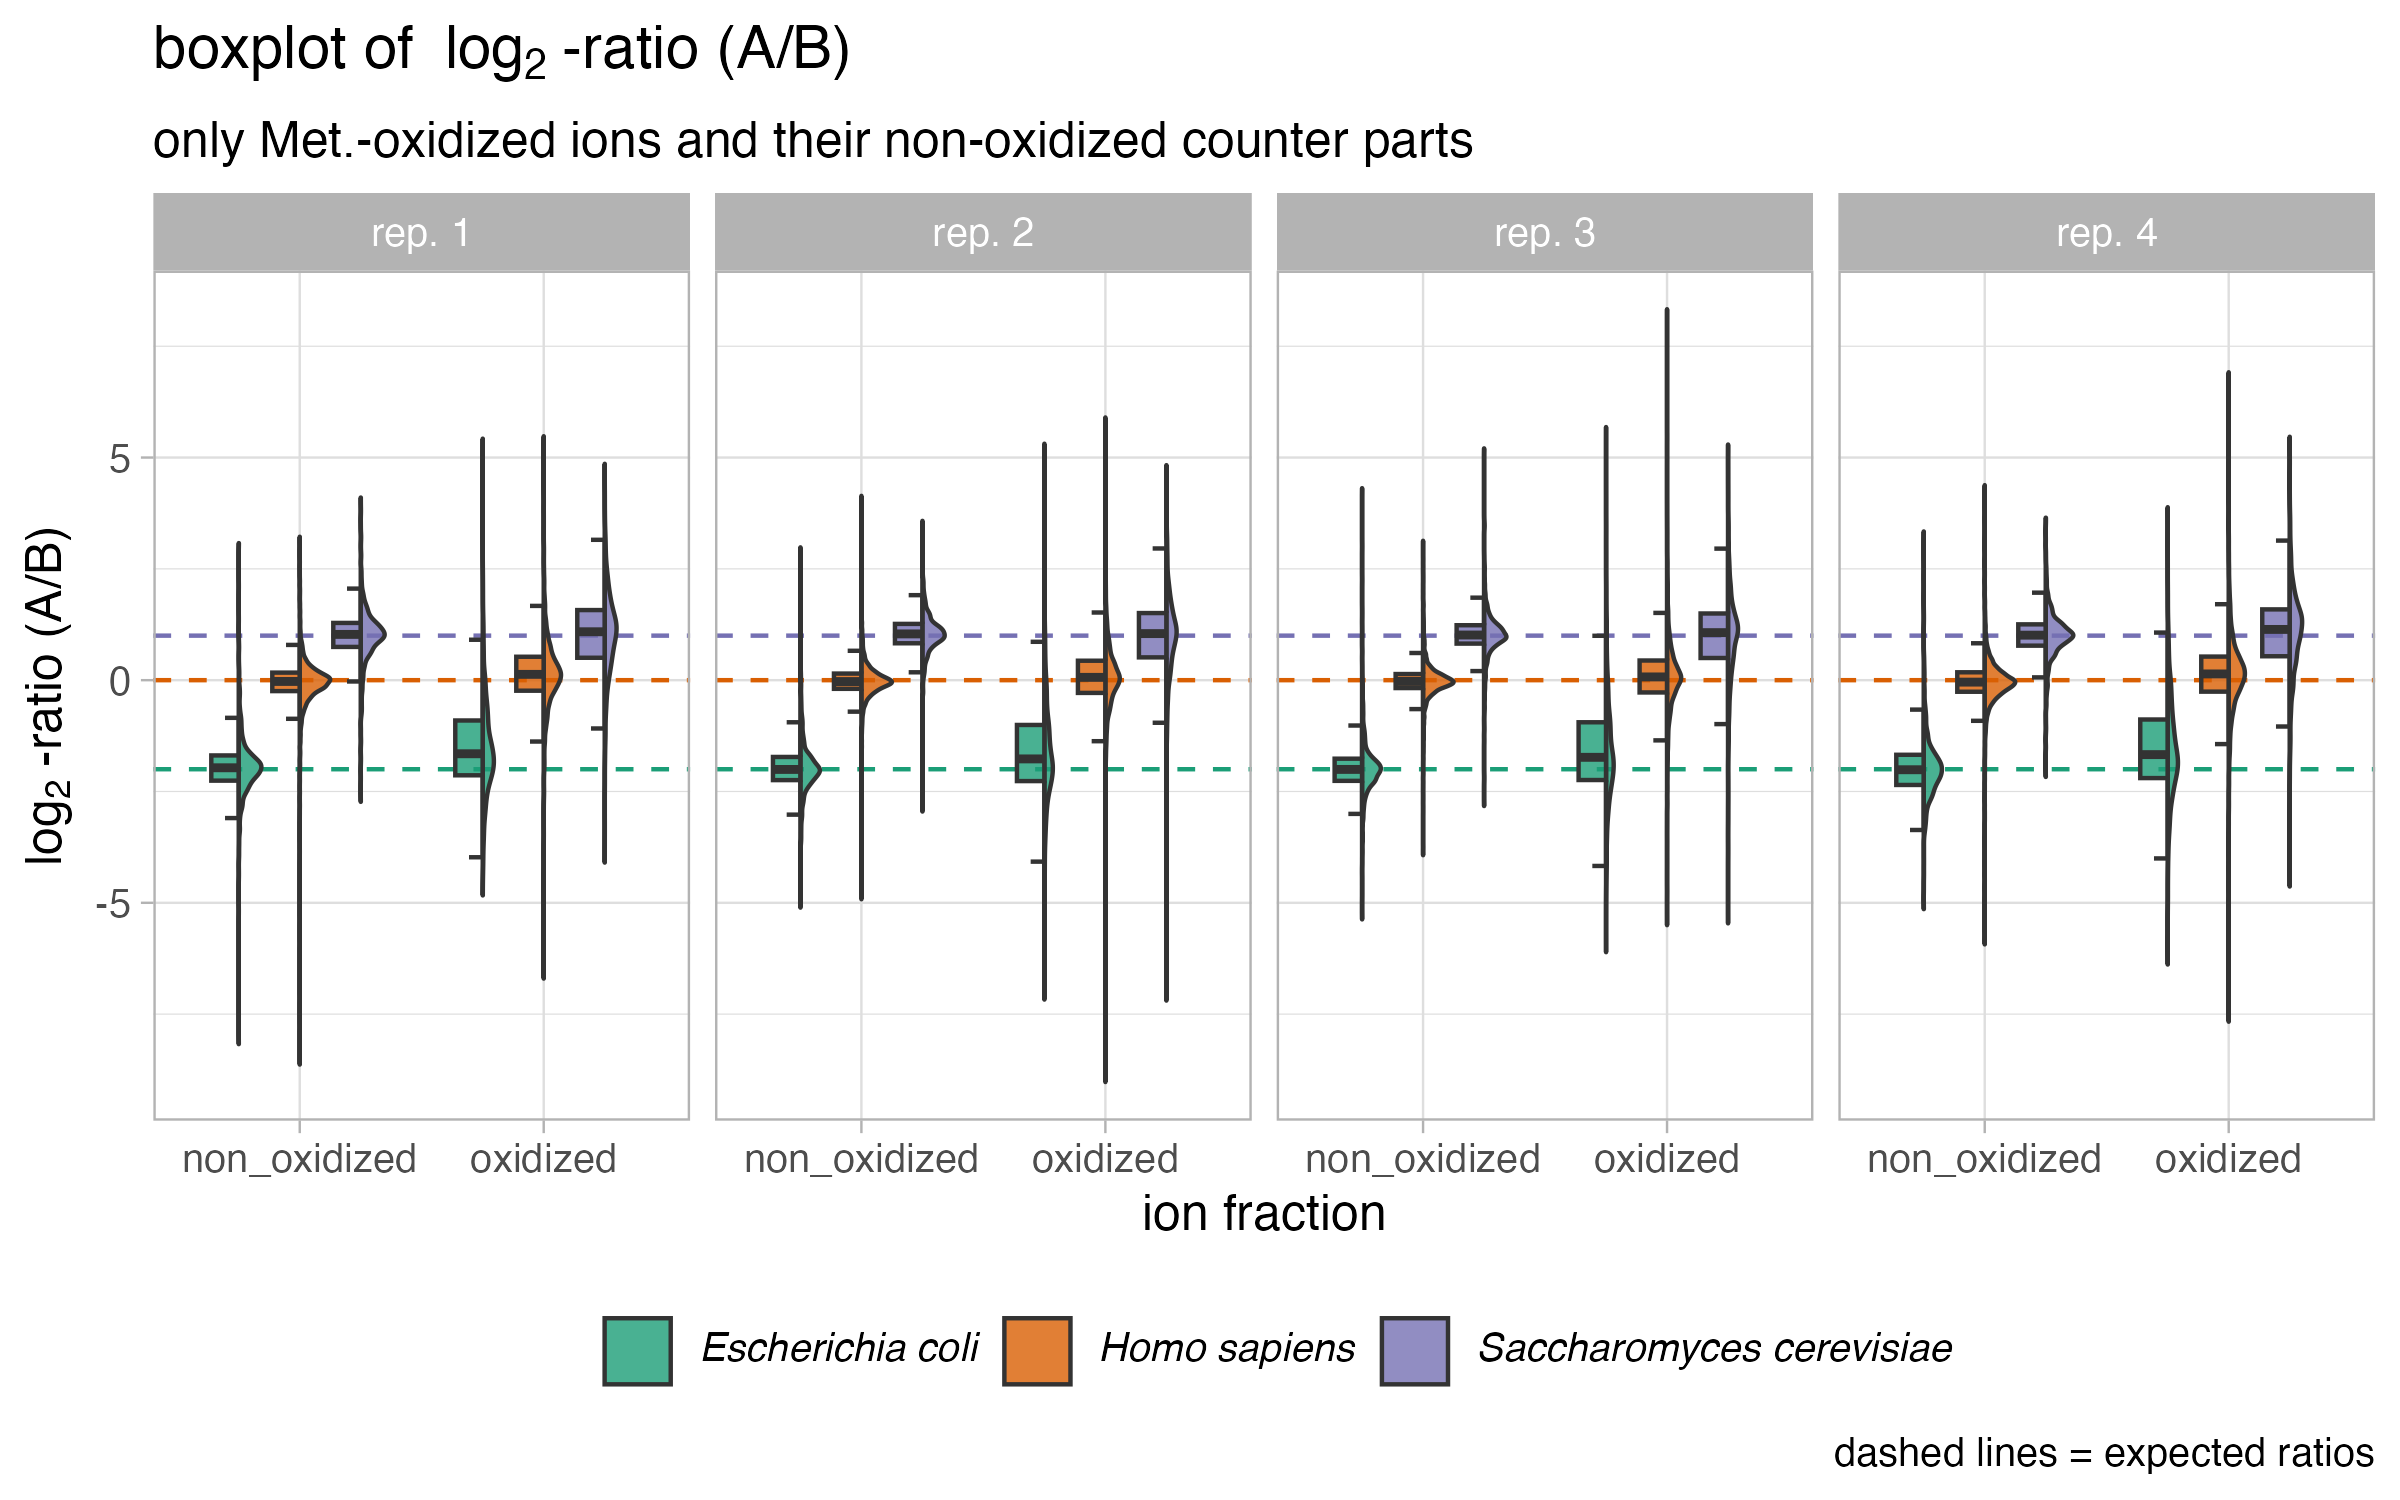 boxplot of log₂ -ratio (A/B)
only Met.-oxidized ions and their non-oxidized counter parts
rep. 1
rep. 2
rep. 3
rep. 4
log₂ -ratio (A/B)
5
0
-5
non_oxidized
oxidized
non_oxidized
oxidized
non_oxidized
oxidized
non_oxidized
oxidized
ion fraction
Escherichia coli
Homo sapiens
Saccharomyces cerevisiae
dashed lines = expected ratios